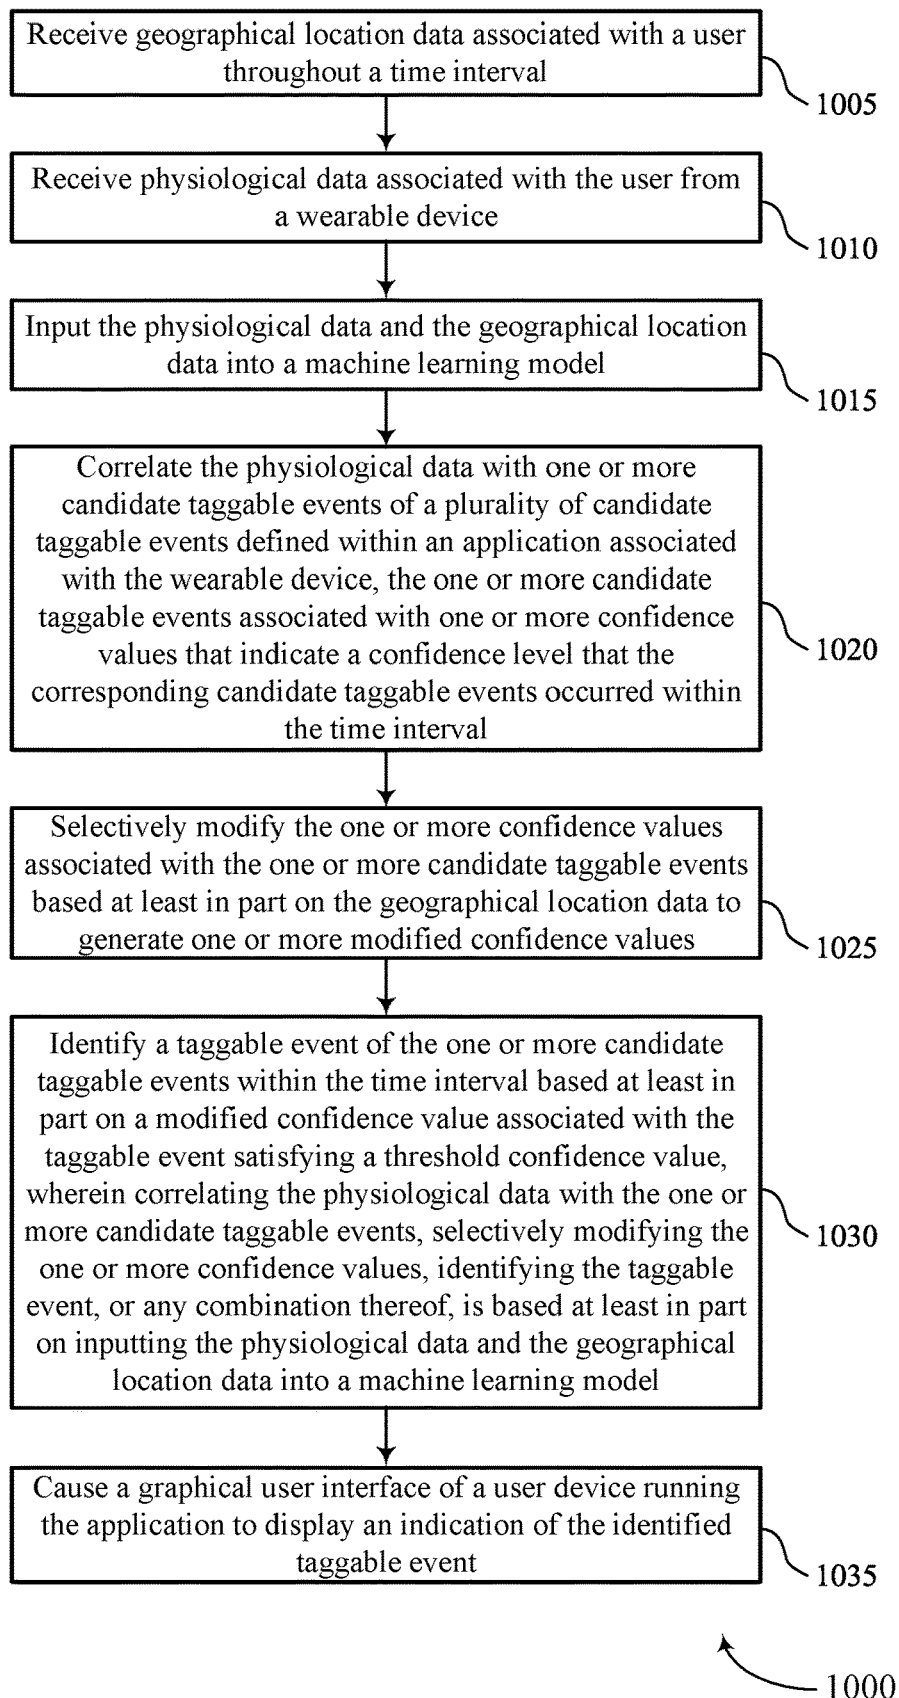 Receive geographical location data associated with a user
throughout a time interval
1005
Receive physiological data associated with the user from
a wearable device
1010
Input the physiological data and the geographical location
data into a machine learning model
1015
Correlate the physiological data with one or more
candidate taggable events of a plurality of candidate
taggable events defined within an application associated
with the wearable device, the one or more candidate
taggable events associated with one or more confidence
values that indicate a confidence level that the
corresponding candidate taggable events occurred within
the time interval
1020
Selectively modify the one or more confidence values
associated with the one or more candidate taggable events
based at least in part on the geographical location data to
generate one or more modified confidence values
1025
Identify a taggable event of the one or more candidate
taggable events within the time interval based at least in
part on a modified confidence value associated with the
taggable event satisfying a threshold confidence value,
wherein correlating the physiological data with the one or
more candidate taggable events, selectively modifying the
one or more confidence values, identifying the taggable
event, or any combination thereof, is based at least in part
on inputting the physiological data and the geographical
location data into a machine learning model
1030
Cause a graphical user interface of a user device running
the application to display an indication of the identified
taggable event
1035
1000